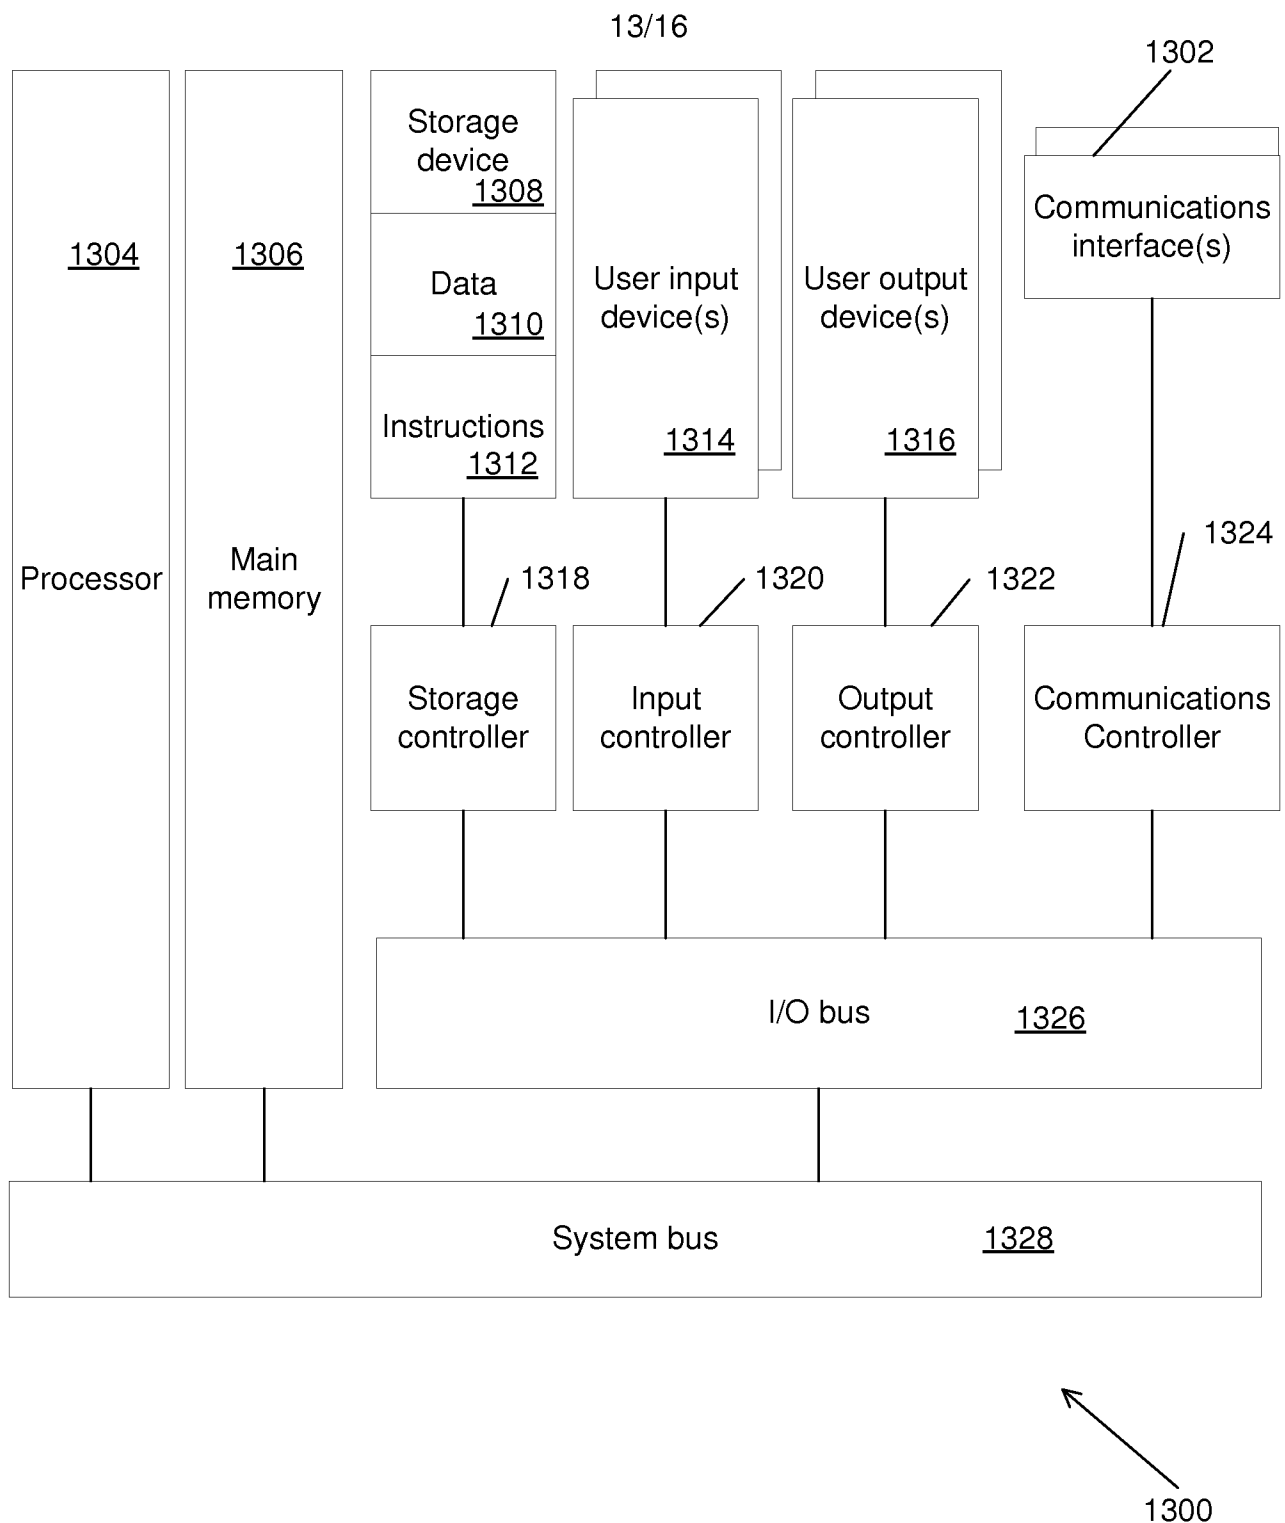 13/16
1302
Storage
device
1308
Communications
interface(s)
1304
1306
Data
1310
User input
device(s)
User output
device(s)
Instructions
1312
1314
1316
Processor
Main
memory
1318
1320
1322
1324
Storage
controller
Input
controller
Output
controller
Communications
Controller
I/O bus
1326
System bus
1328
1300